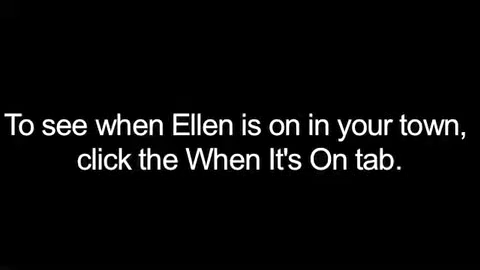 To see when Ellen is on in your town,
click the When It's On tab.